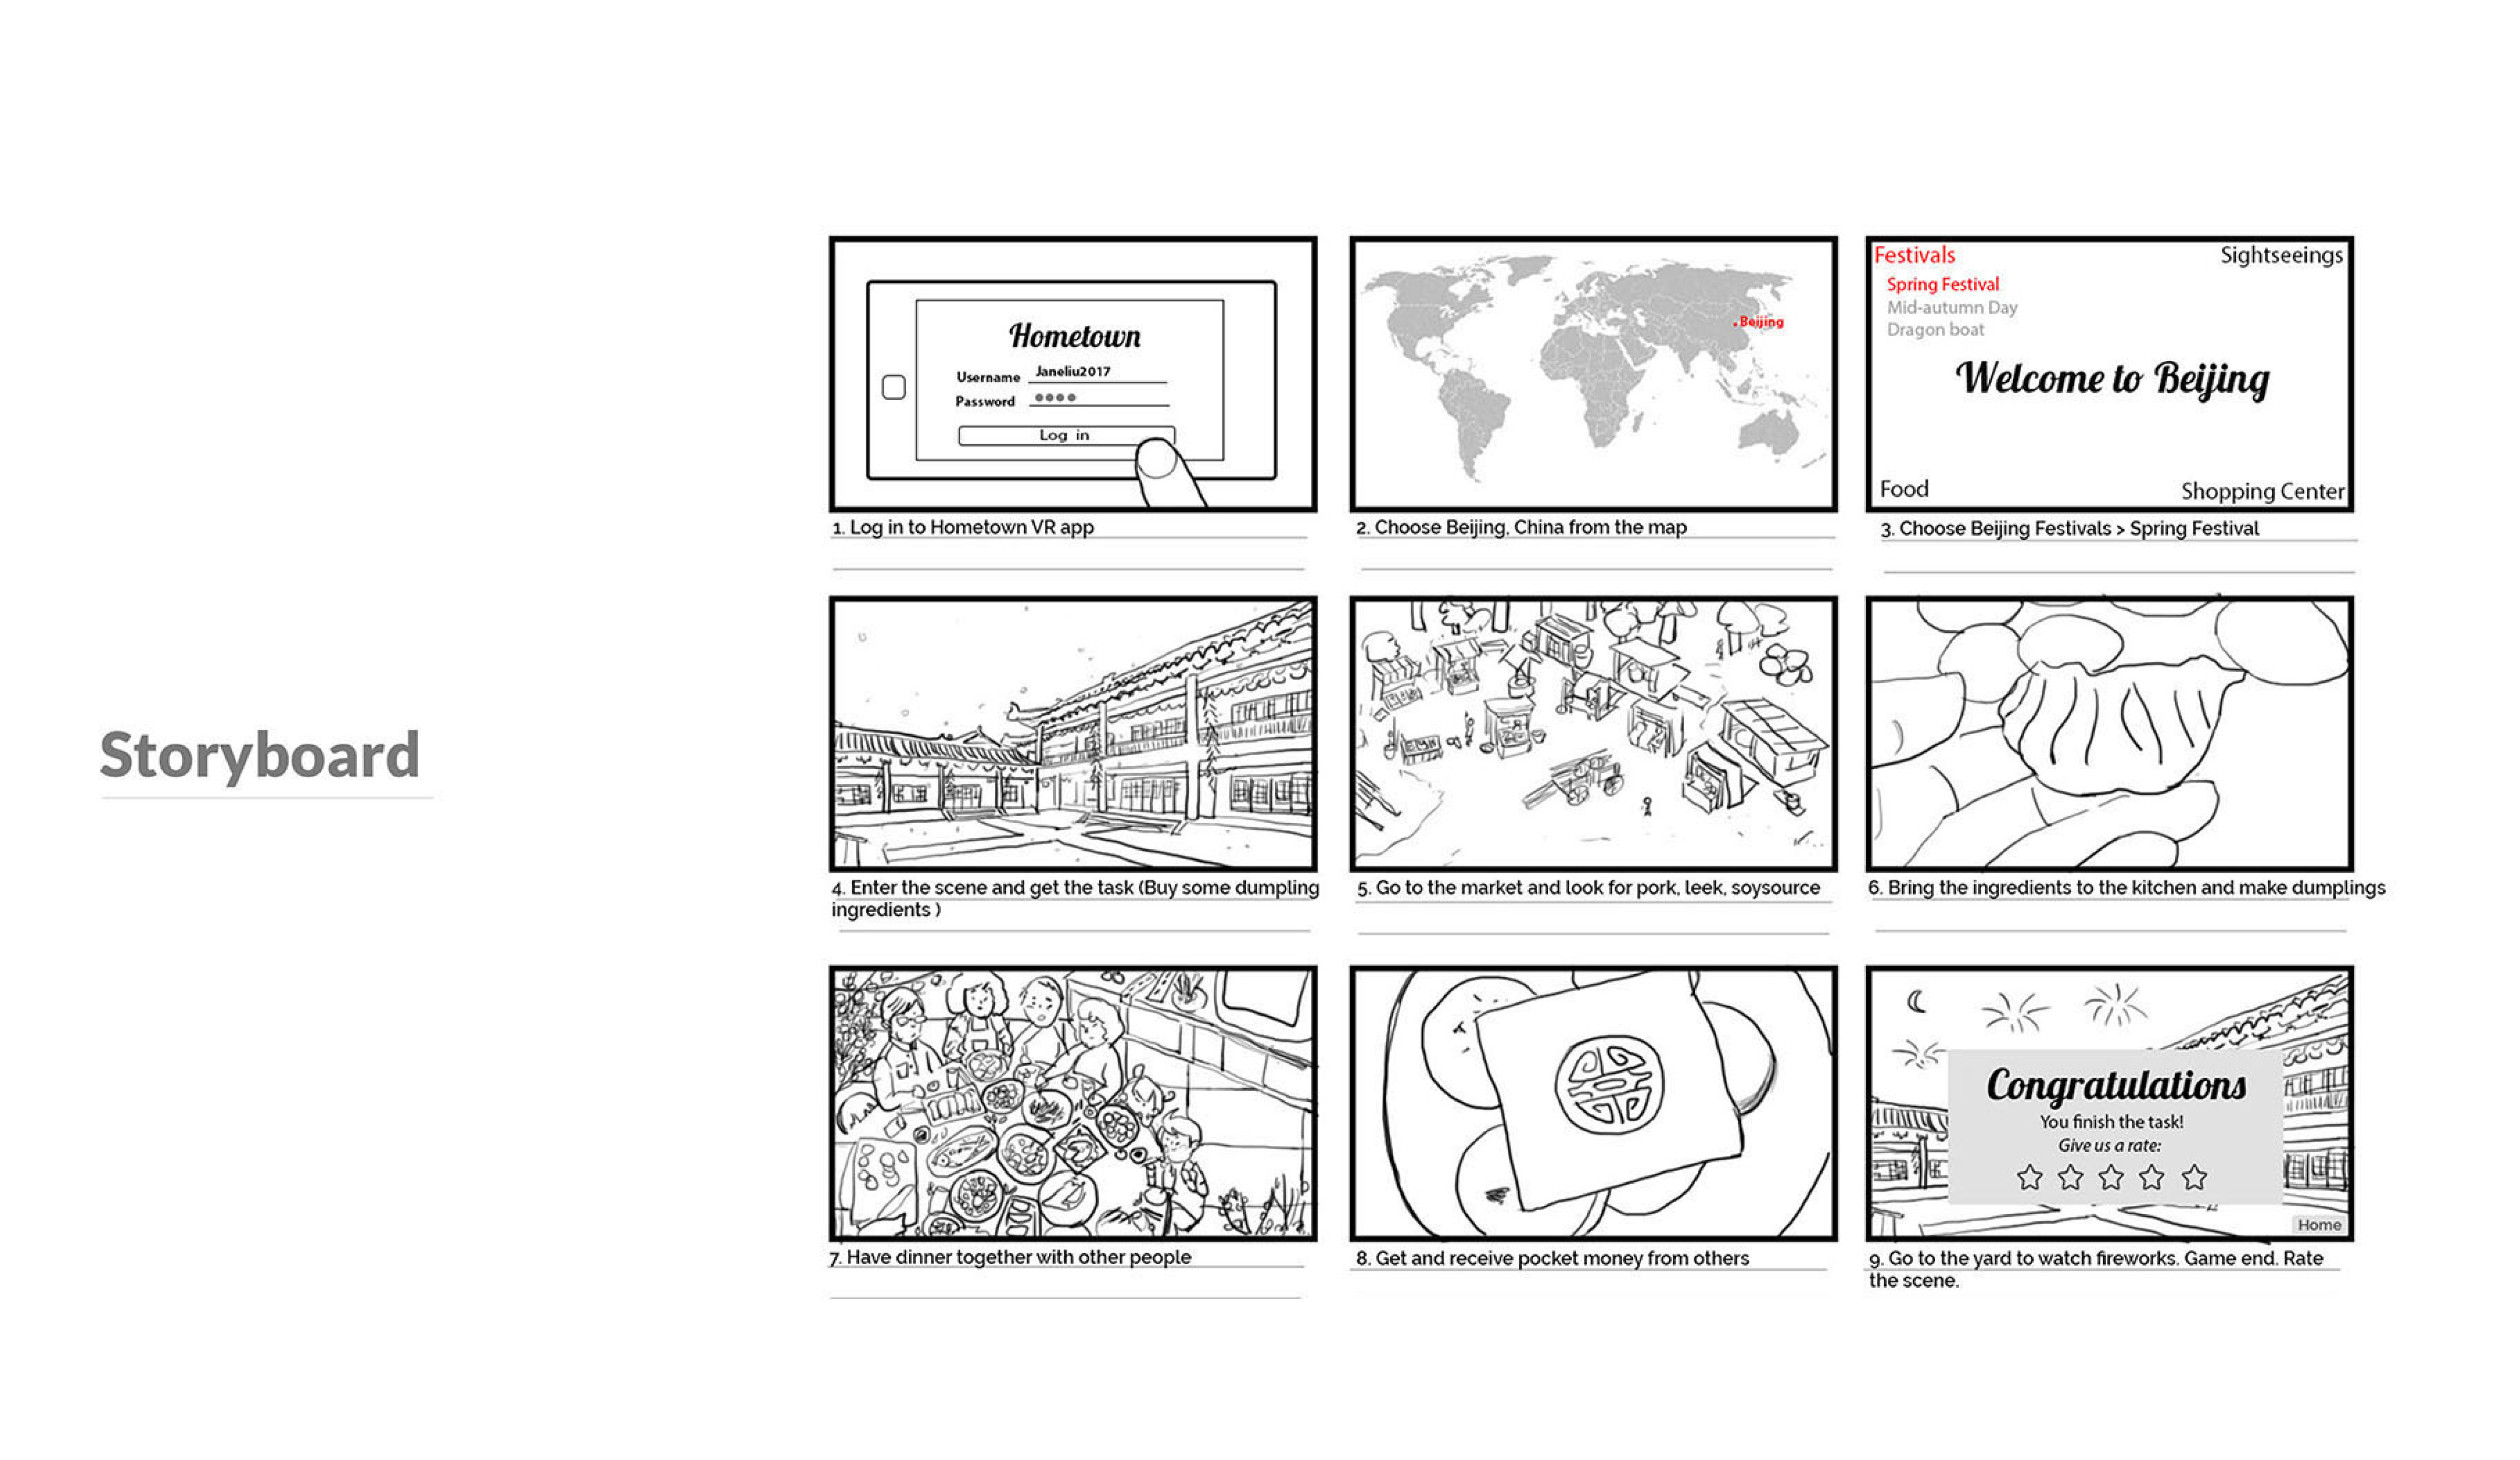 Storyboard
Hometown
Username Janeliu2017
Password
Log in
1. Log in to Hometown VR app
Beijing
2. Choose Beijing, China from the map
Festivals
Sightseeings
Spring Festival
Mid-autumn Day
Dragon boat
Welcome to Beijing
Food
Shopping Center
3. Choose Beijing Festivals > Spring Festival
4. Enter the scene and get the task (Buy some dumpling
ingredients )
5. Go to the market and look for pork, leek, soysource
6. Bring the ingredients to the kitchen and make dumplings
7. Have dinner together with other people
8. Get and receive pocket money from others
Congratulations
You finish the task!
Give us a rate:
Home
9. Go to the yard to watch fireworks. Game end. Rate
the scene.